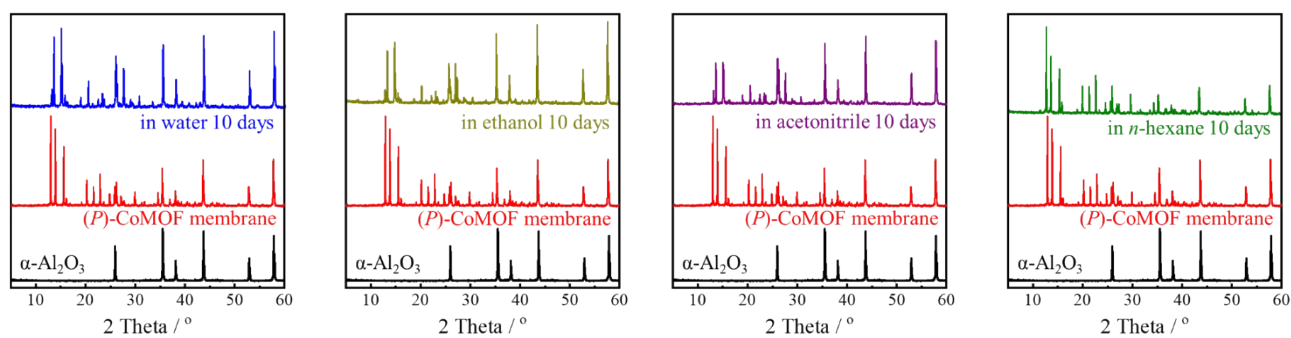 in water 10 days
(P)-CoMOF membrane
α-Al₂O₃
10 20 30 40 50 60
2 Theta / °
in ethanol 10 days
(P)-CoMOF membrane
α-Al₂O₃
10 20 30 40 50 60
2 Theta / °
in acetonitrile 10 days
(P)-CoMOF membrane
α-Al₂O₃
10 20 30 40 50 60
2 Theta / °
in n-hexane 10 days
(P)-CoMOF membrane
α-Al₂O₃
10 20 30 40 50 60
2 Theta / °